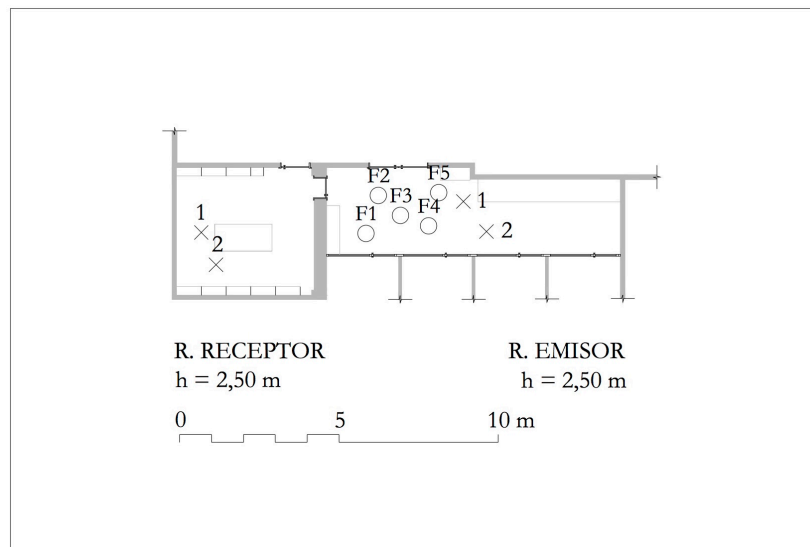 F2
F5
F3
1
1
F1
F4
2
2
R. RECEPTOR
h = 2,50 m
R. EMISOR
h = 2,50 m
0
5
10 m